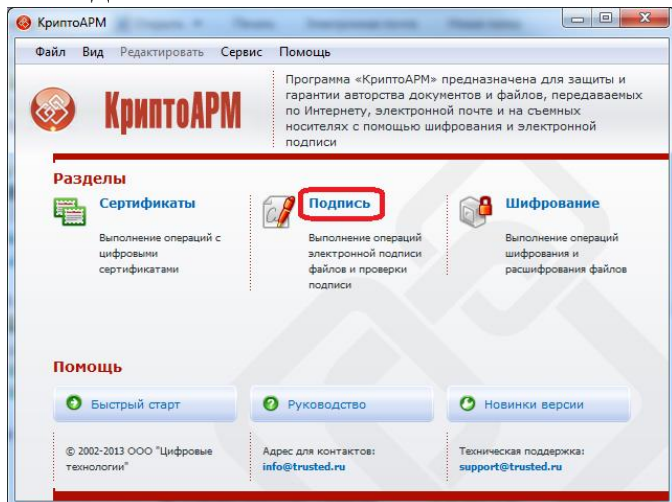 КриптоАРМ
Файл Вид Редактировать Сервис Помощь
КриптоАРМ
Программа «КриптоАРМ» предназначена для защиты и
гарантии авторства документов и файлов, передаваемых
по Интернету, электронной почте и на съемных
носителях с помощью шифрования и электронной
подписи
Разделы
Сертификаты
Выполнение операций с
цифровыми
сертификатами
Подпись
Выполнение операций
электронной подписи
файлов и проверки
подписи
Шифрование
Выполнение операций
шифрования и
расшифрования файлов
Помощь
Быстрый старт
Руководство
Новинки версии
© 2002-2013 ООО "Цифровые
технологии"
Адрес для контактов:
info@trusted.ru
Техническая поддержка:
support@trusted.ru